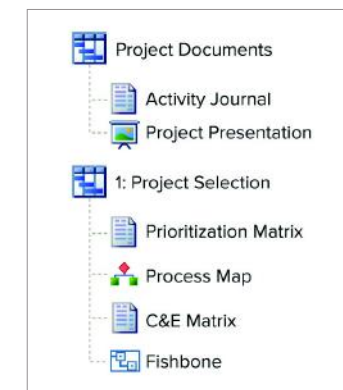 Project Documents
Activity Journal
Project Presentation
1: Project Selection
Prioritization Matrix
Process Map
C&E Matrix
Fishbone